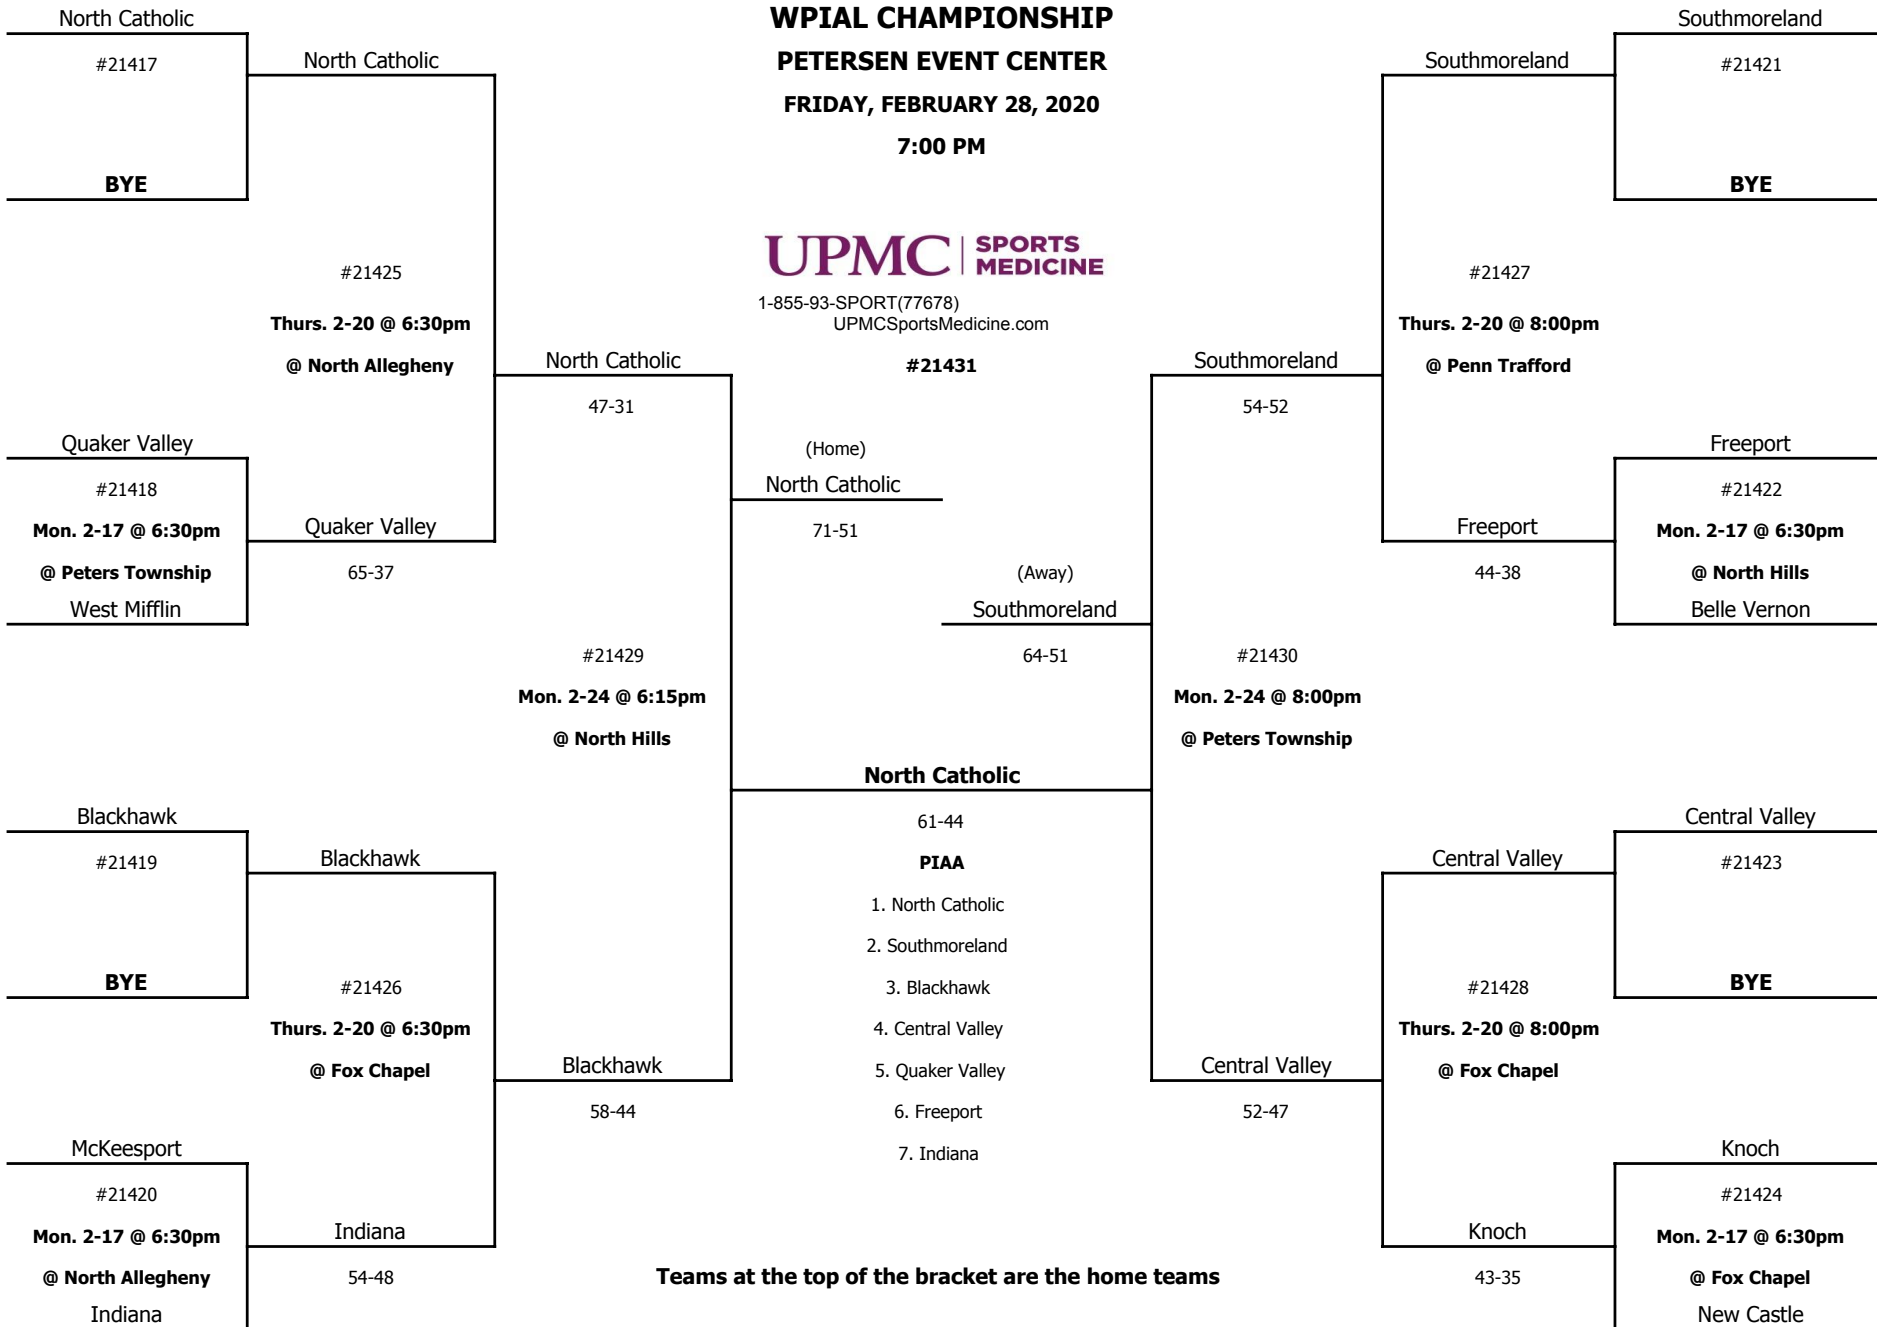 WPIAL CHAMPIONSHIP
PETERSEN EVENT CENTER
FRIDAY, FEBRUARY 28, 2020
7:00 PM
UPMC | SPORTS MEDICINE
1-855-93-SPORT(77678)
UPMCSportsMedicine.com
#21431
North Catholic
#21417
BYE
Quaker Valley
#21418
Mon. 2-17 @ 6:30pm
@ Peters Township
West Mifflin
Blackhawk
#21419
BYE
McKeesport
#21420
Mon. 2-17 @ 6:30pm
@ North Allegheny
Indiana
North Catholic
#21425
Thurs. 2-20 @ 6:30pm
@ North Allegheny
Quaker Valley
65-37
Blackhawk
#21426
Thurs. 2-20 @ 6:30pm
@ Fox Chapel
Indiana
54-48
North Catholic
47-31
#21429
Mon. 2-24 @ 6:15pm
@ North Hills
Blackhawk
58-44
(Home)
North Catholic
71-51
(Away)
Southmoreland
64-51
North Catholic
61-44
PIAA
1. North Catholic
2. Southmoreland
3. Blackhawk
4. Central Valley
5. Quaker Valley
6. Freeport
7. Indiana
Teams at the top of the bracket are the home teams
Southmoreland
54-52
#21430
Mon. 2-24 @ 8:00pm
@ Peters Township
Central Valley
52-47
Southmoreland
#21427
Thurs. 2-20 @ 8:00pm
@ Penn Trafford
Freeport
44-38
Central Valley
#21428
Thurs. 2-20 @ 8:00pm
@ Fox Chapel
Knoch
43-35
Southmoreland
#21421
BYE
Freeport
#21422
Mon. 2-17 @ 6:30pm
@ North Hills
Belle Vernon
Central Valley
#21423
BYE
Knoch
#21424
Mon. 2-17 @ 6:30pm
@ Fox Chapel
New Castle